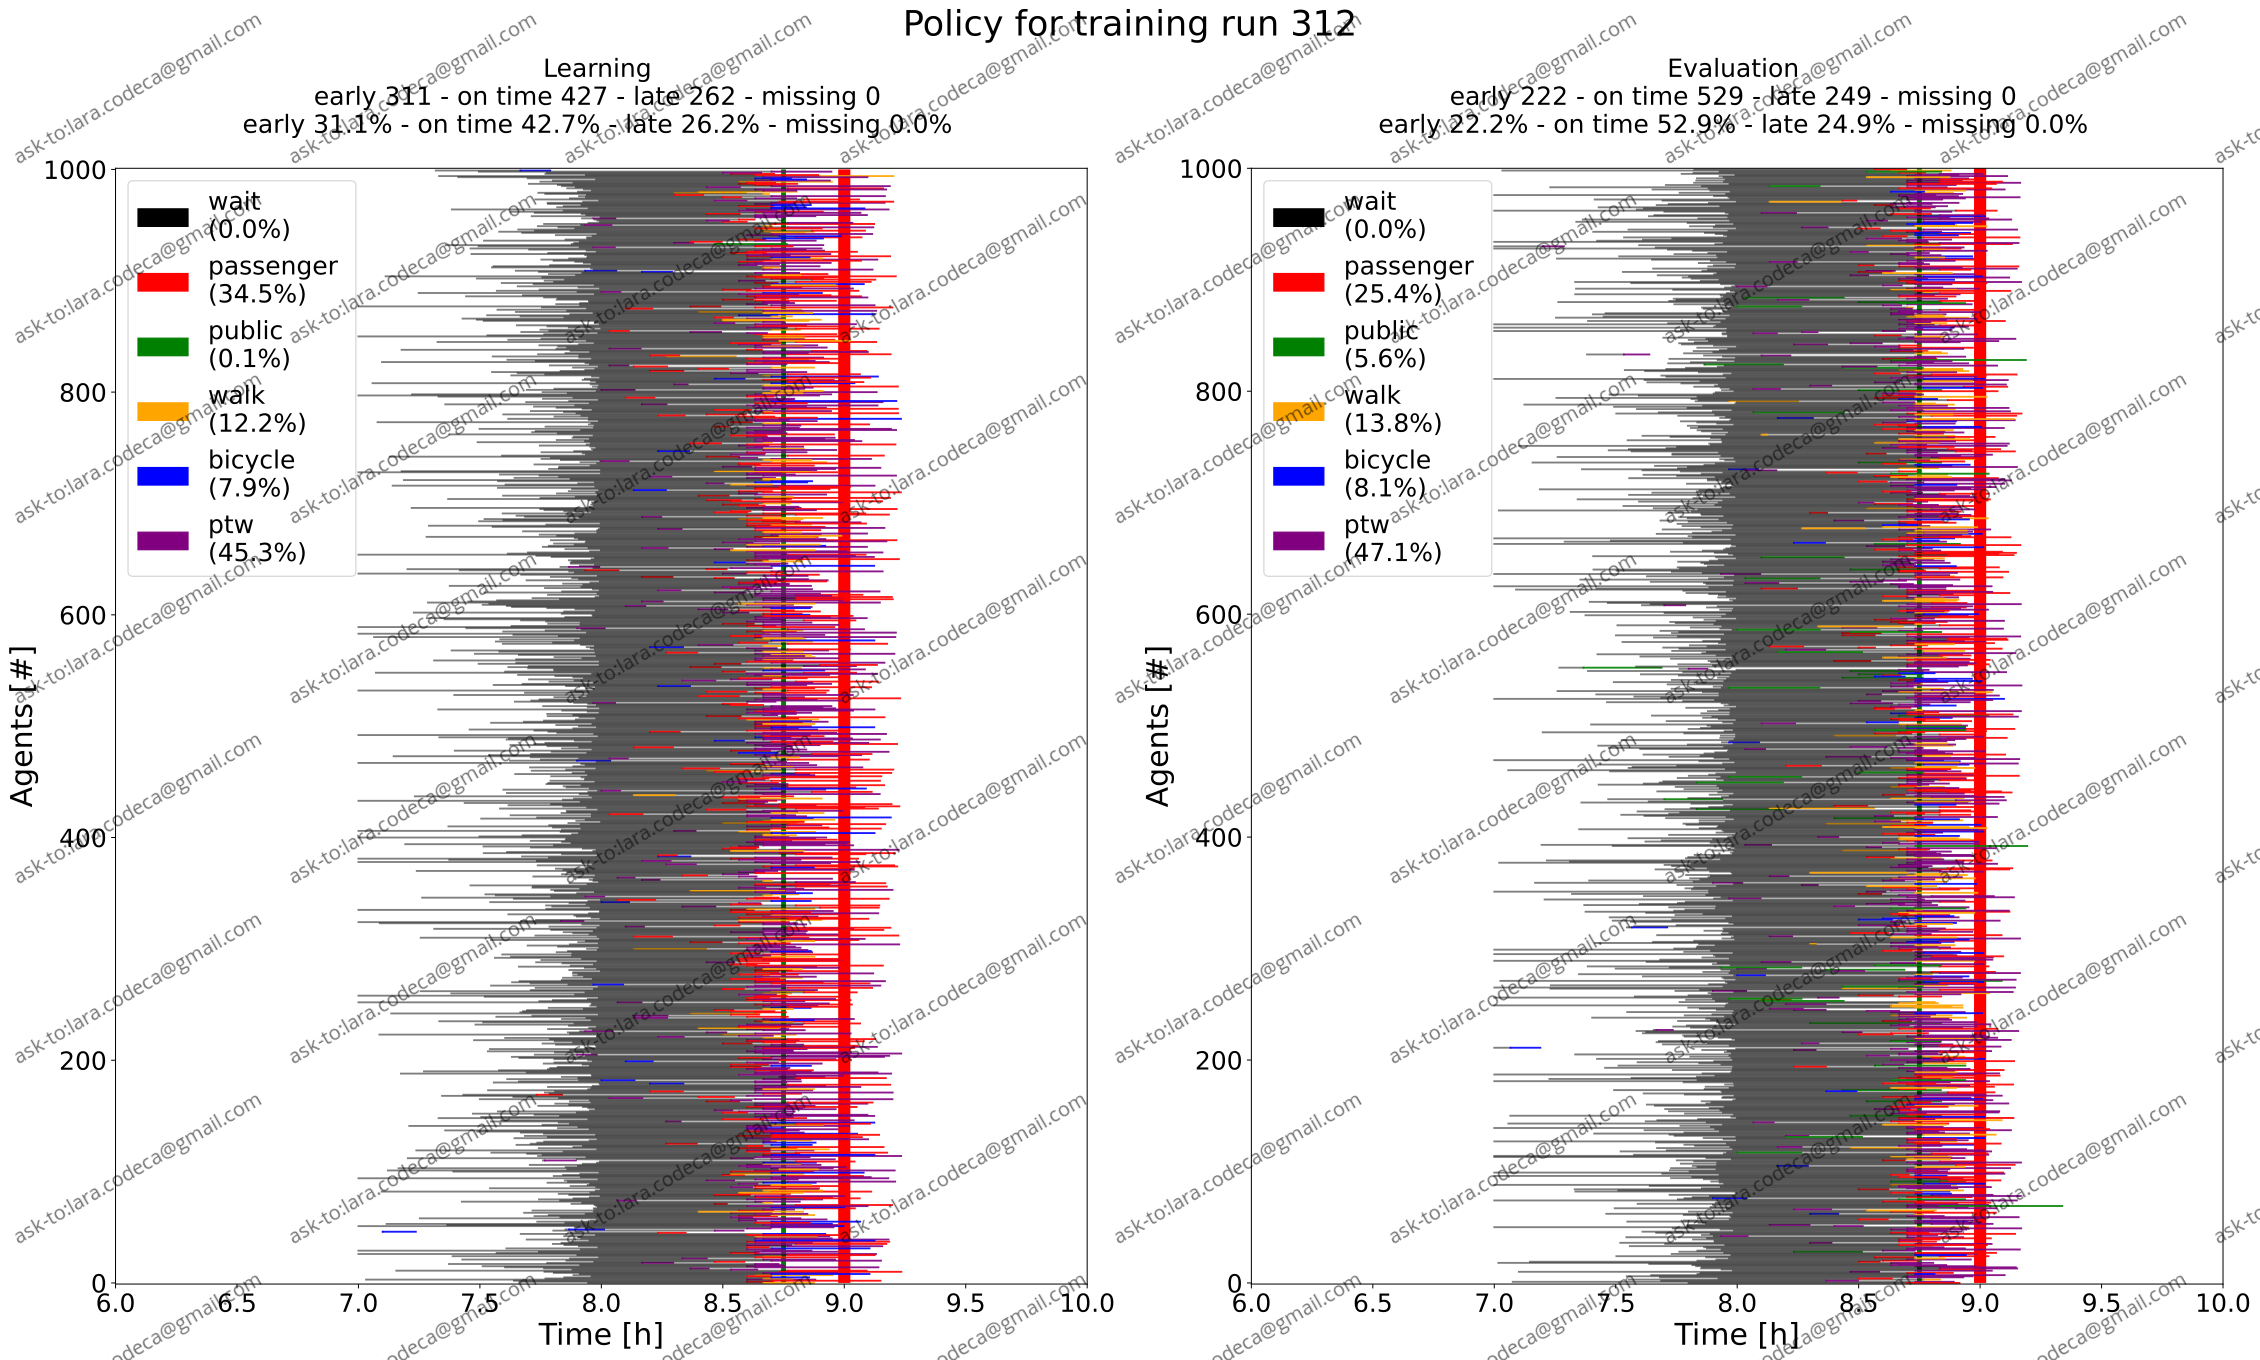 Policy for training run 312
Learning
early 311 - on time 427 - late 262 - missing 0
early 31.1% - on time 42.7% - late 26.2% - missing 0.0%
1000
800
600
400
200
0
Agents [#]
wait
(0.0%)
passenger
(34.5%)
public
(0.1%)
walk
(12.2%)
bicycle
(7.9%)
ptw
(45.3%)
6.0 6.5 7.0 7.5 8.0 8.5 9.0 9.5 10.0
Time [h]
Evaluation
early 222 - on time 529 - late 249 - missing 0
early 22.2% - on time 52.9% - late 24.9% - missing 0.0%
1000
800
600
400
200
0
Agents [#]
wait
(0.0%)
passenger
(25.4%)
public
(5.6%)
walk
(13.8%)
bicycle
(8.1%)
ptw
(47.1%)
6.0 6.5 7.0 7.5 8.0 8.5 9.0 9.5 10.0
Time [h]
ask-to:lara.codeca@gmail.com